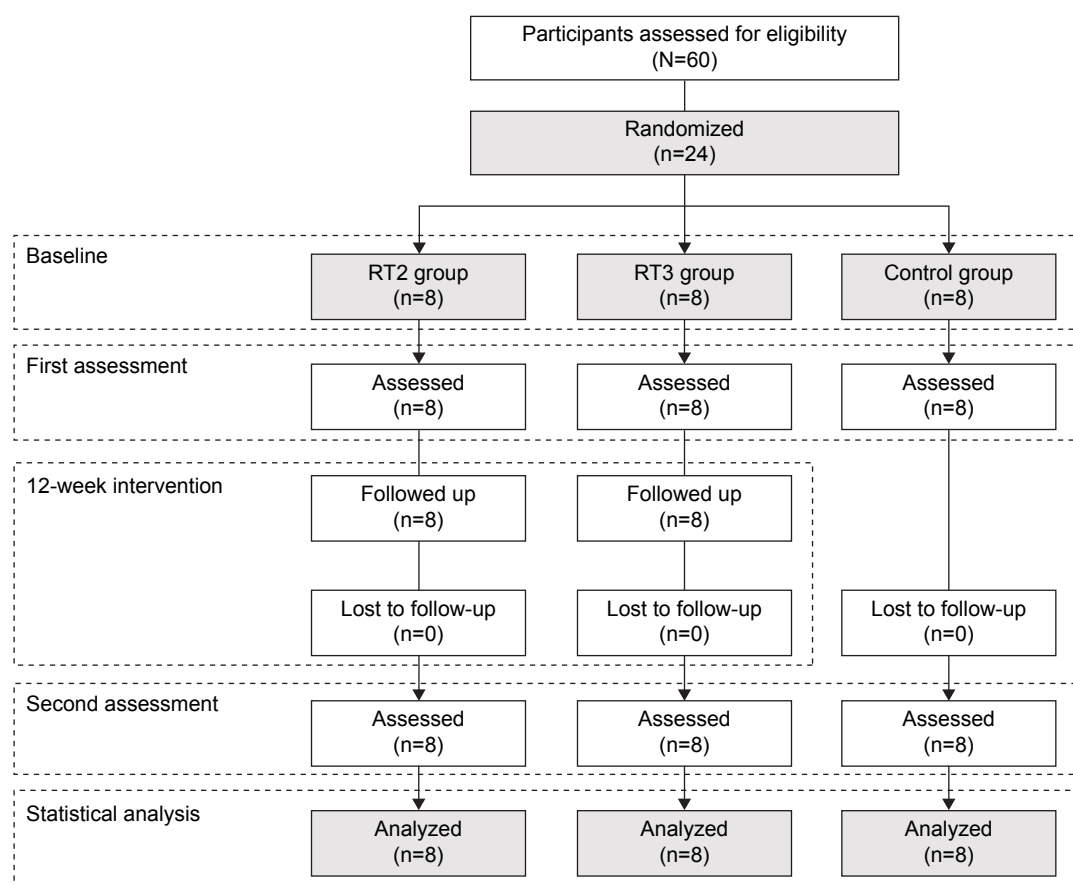 Participants assessed for eligibility
(N=60)
Randomized
(n=24)
Baseline
RT2 group
(n=8)
RT3 group
(n=8)
Control group
(n=8)
First assessment
Assessed
(n=8)
Assessed
(n=8)
Assessed
(n=8)
12-week intervention
Followed up
(n=8)
Followed up
(n=8)
Lost to follow-up
(n=0)
Lost to follow-up
(n=0)
Lost to follow-up
(n=0)
Second assessment
Assessed
(n=8)
Assessed
(n=8)
Assessed
(n=8)
Statistical analysis
Analyzed
(n=8)
Analyzed
(n=8)
Analyzed
(n=8)